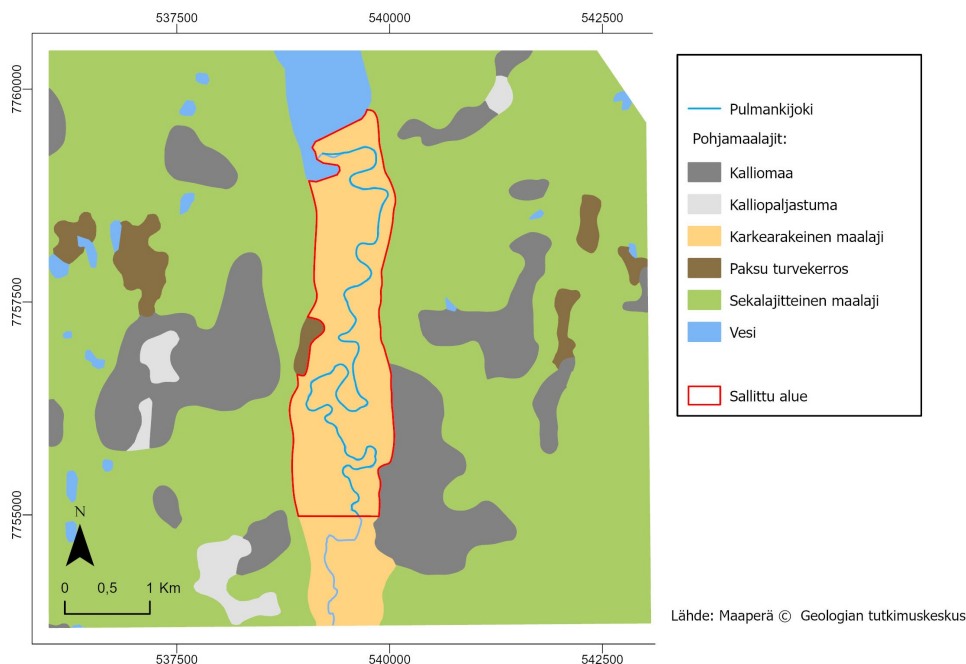 537500 540000 542500
7760000
7757500
7755000
N
0 0,5 1 Km
537500 540000 542500
Pulmankijoki
Pohjamaalajit:
Kalliomaa
Kalliopaljastuma
Karkearakeinen maalaji
Paksu turvekerros
Sekalajitteinen maalaji
Vesi
Sallittu alue
Lähde: Maaperä © Geologian tutkimuskeskus